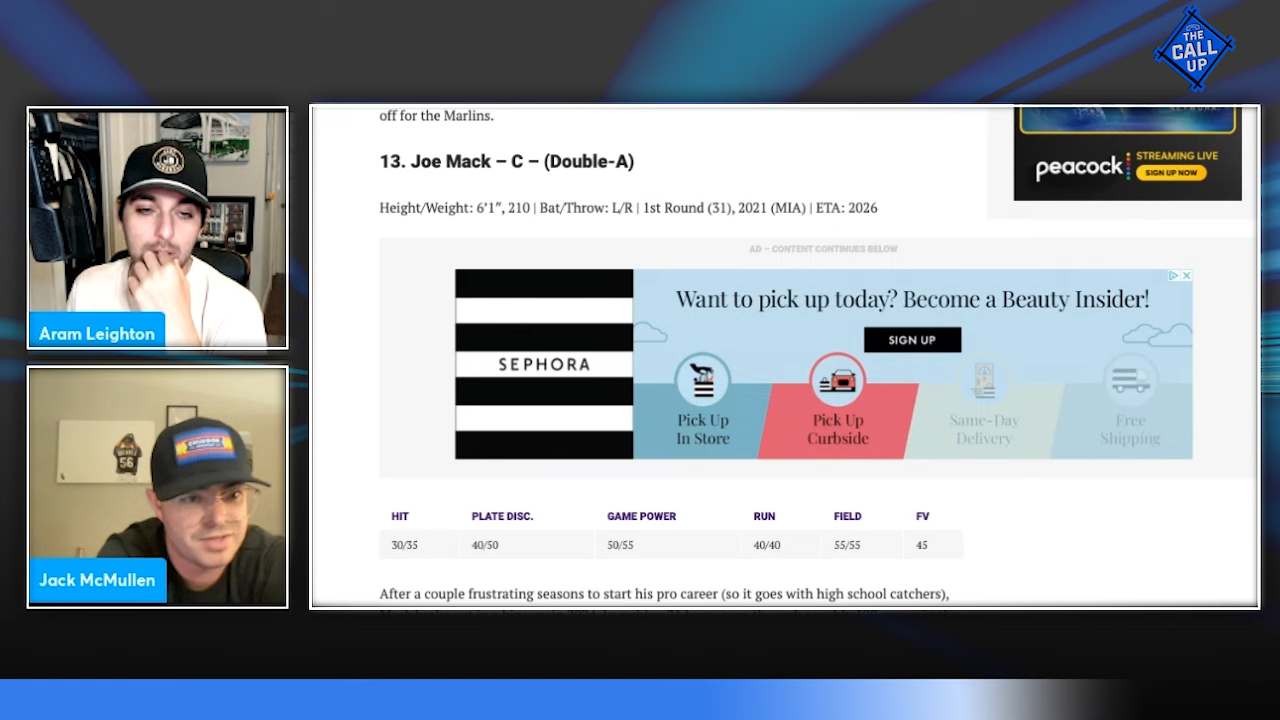 THE
CALL
UP
off for the Marlins.
13. Joe Mack – C – (Double-A)
Height/Weight: 6’1″, 210 | Bat/Throw: L/R | 1st Round (31), 2021 (MIA) | ETA: 2026
peacock
STREAMING LIVE
SIGN UP NOW
AD – CONTENT CONTINUES BELOW
SEPHORA
Want to pick up today? Become a Beauty Insider!
SIGN UP
Pick Up
In Store
Pick Up
Curbside
Same-Day
Delivery
Free
Shipping
HIT PLATE DISC. GAME POWER RUN FIELD FV
30/35 40/50 50/55 40/40 55/55 45
After a couple frustrating seasons to start his pro career (so it goes with high school catchers),
Aram Leighton
56
Jack McMullen